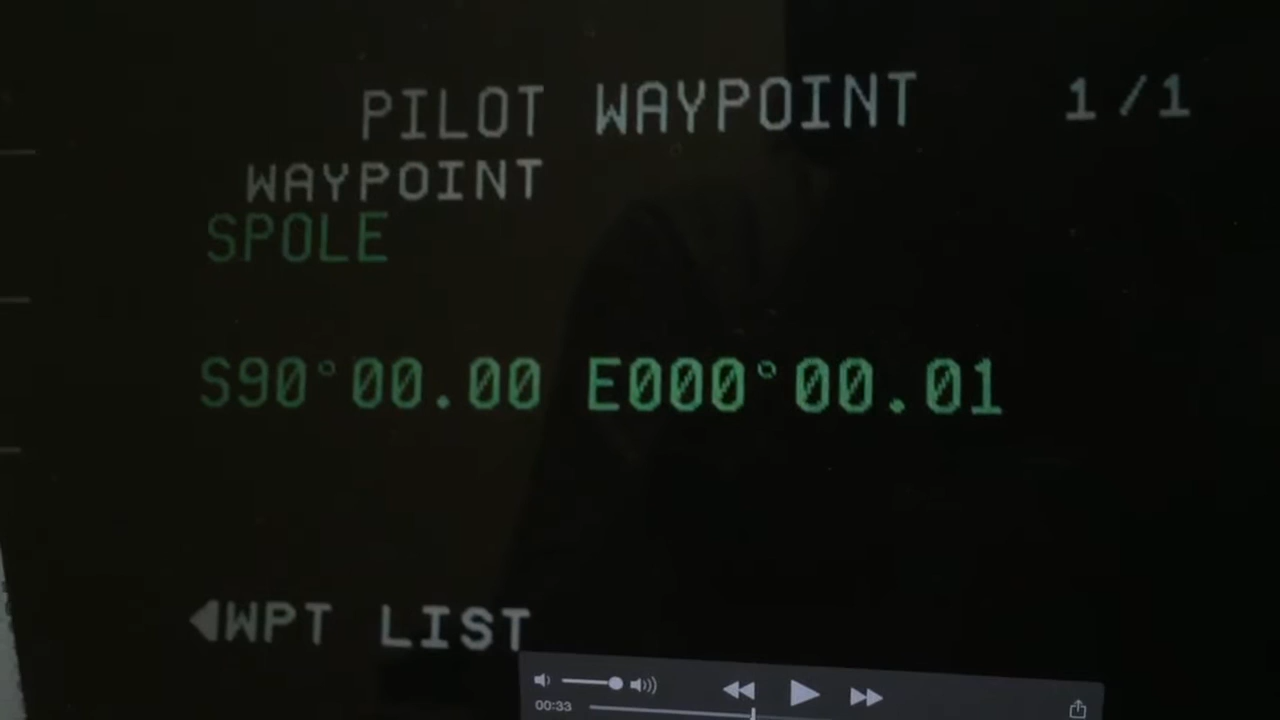 PILOT WAYPOINT 1/1
WAYPOINT
SPOLE
S90°00.00 E000°00.01
WPT LIST
00:33